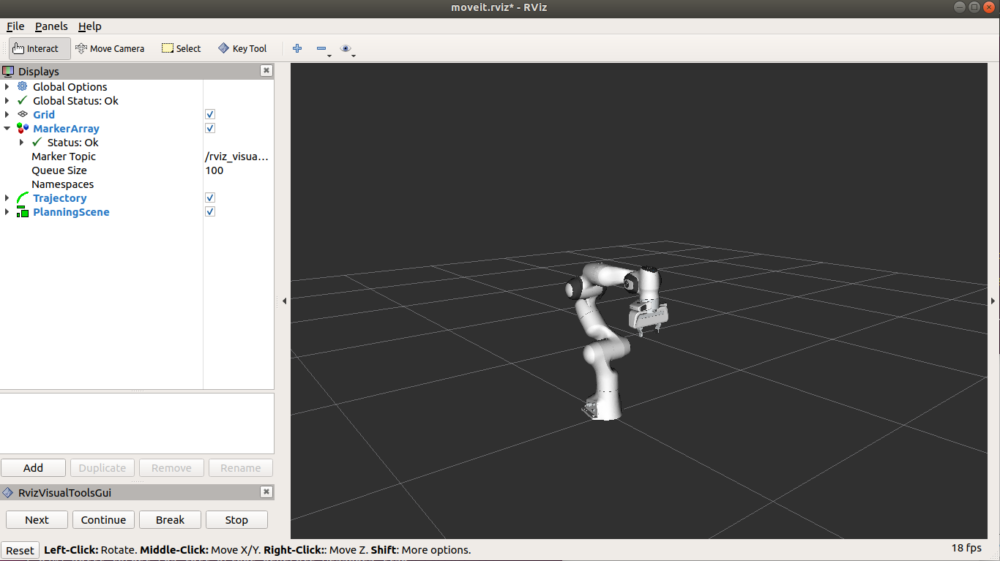 moveit.rviz* - RViz
File Panels Help
Interact Move Camera Select Key Tool
Displays
Global Options
Global Status: Ok
Grid
MarkerArray
Status: Ok
Marker Topic /rviz_visua...
Queue Size 100
Namespaces
Trajectory
PlanningScene
Add Duplicate Remove Rename
RvizVisualToolsGui
Next Continue Break Stop
Reset Left-Click: Rotate. Middle-Click: Move X/Y. Right-Click:: Move Z. Shift: More options. 18 fps